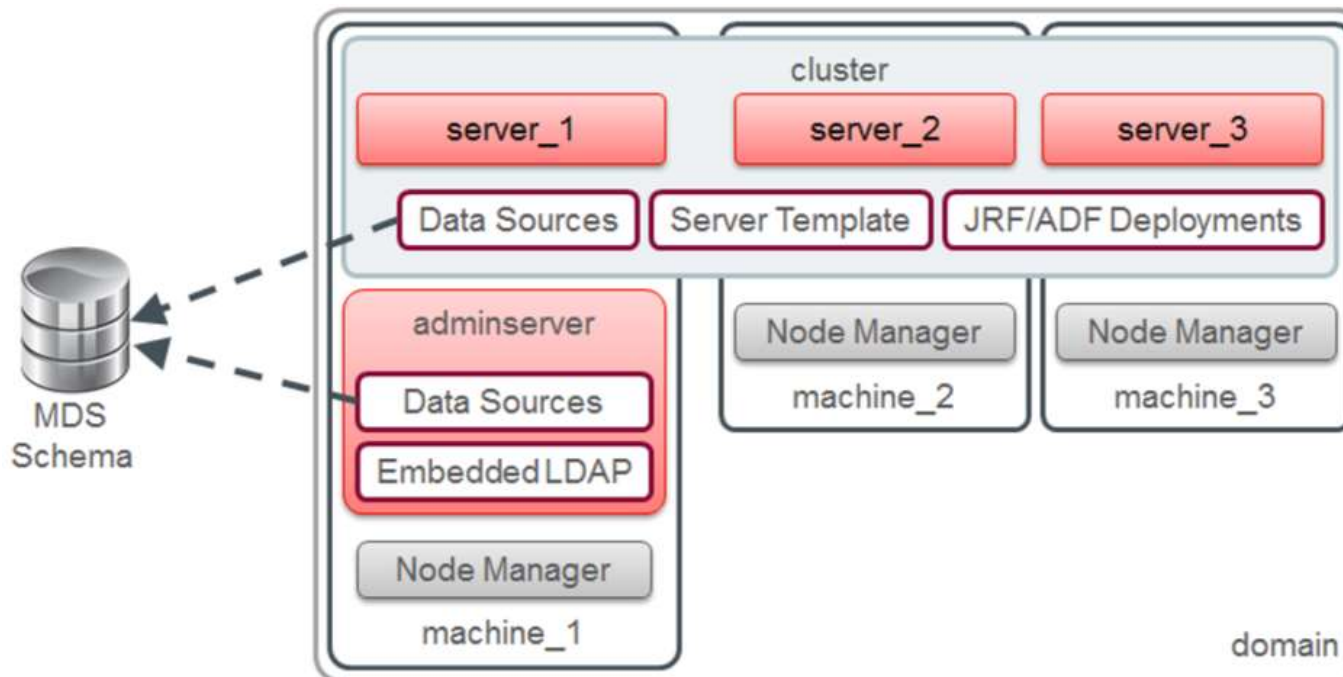 cluster
server_1
server_2
server_3
Data Sources
Server Template
JRF/ADF Deployments
MDS
Schema
adminserver
Data Sources
Embedded LDAP
Node Manager
machine_1
Node Manager
machine_2
Node Manager
machine_3
domain